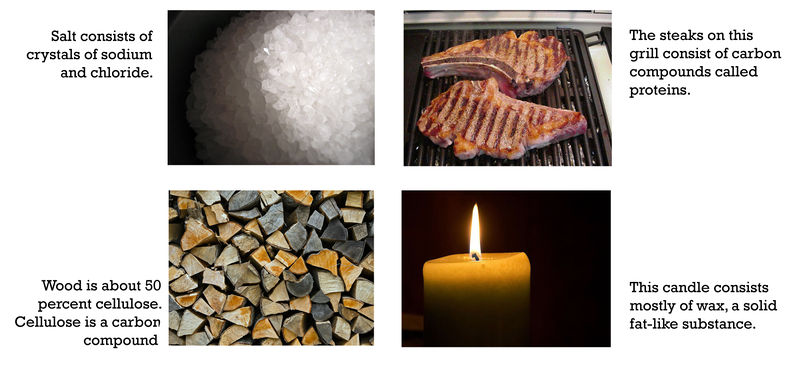 Salt consists of
crystals of sodium
and chloride.
The steaks on this
grill consist of carbon
compounds called
proteins.
Wood is about 50
percent cellulose.
Cellulose is a carbon
compound
This candle consists
mostly of wax, a solid
fat-like substance.